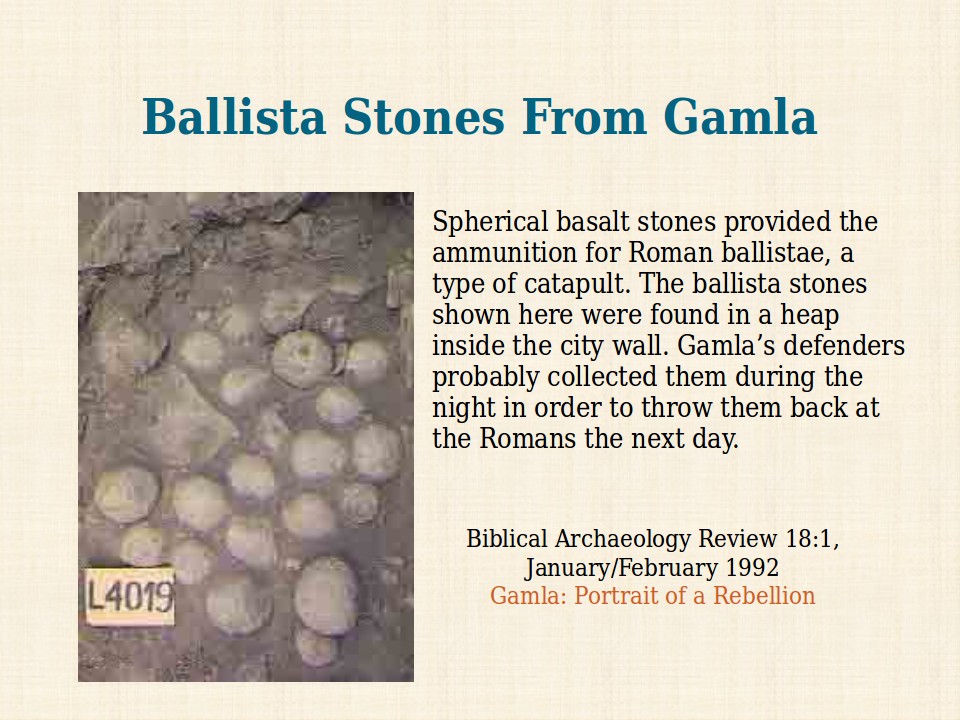 Ballista Stones From Gamla
Spherical basalt stones provided the
ammunition for Roman ballistae, a
type of catapult. The ballista stones
shown here were found in a heap
inside the city wall. Gamla’s defenders
probably collected them during the
night in order to throw them back at
the Romans the next day.
L4019
Biblical Archaeology Review 18:1,
January/February 1992
Gamla: Portrait of a Rebellion